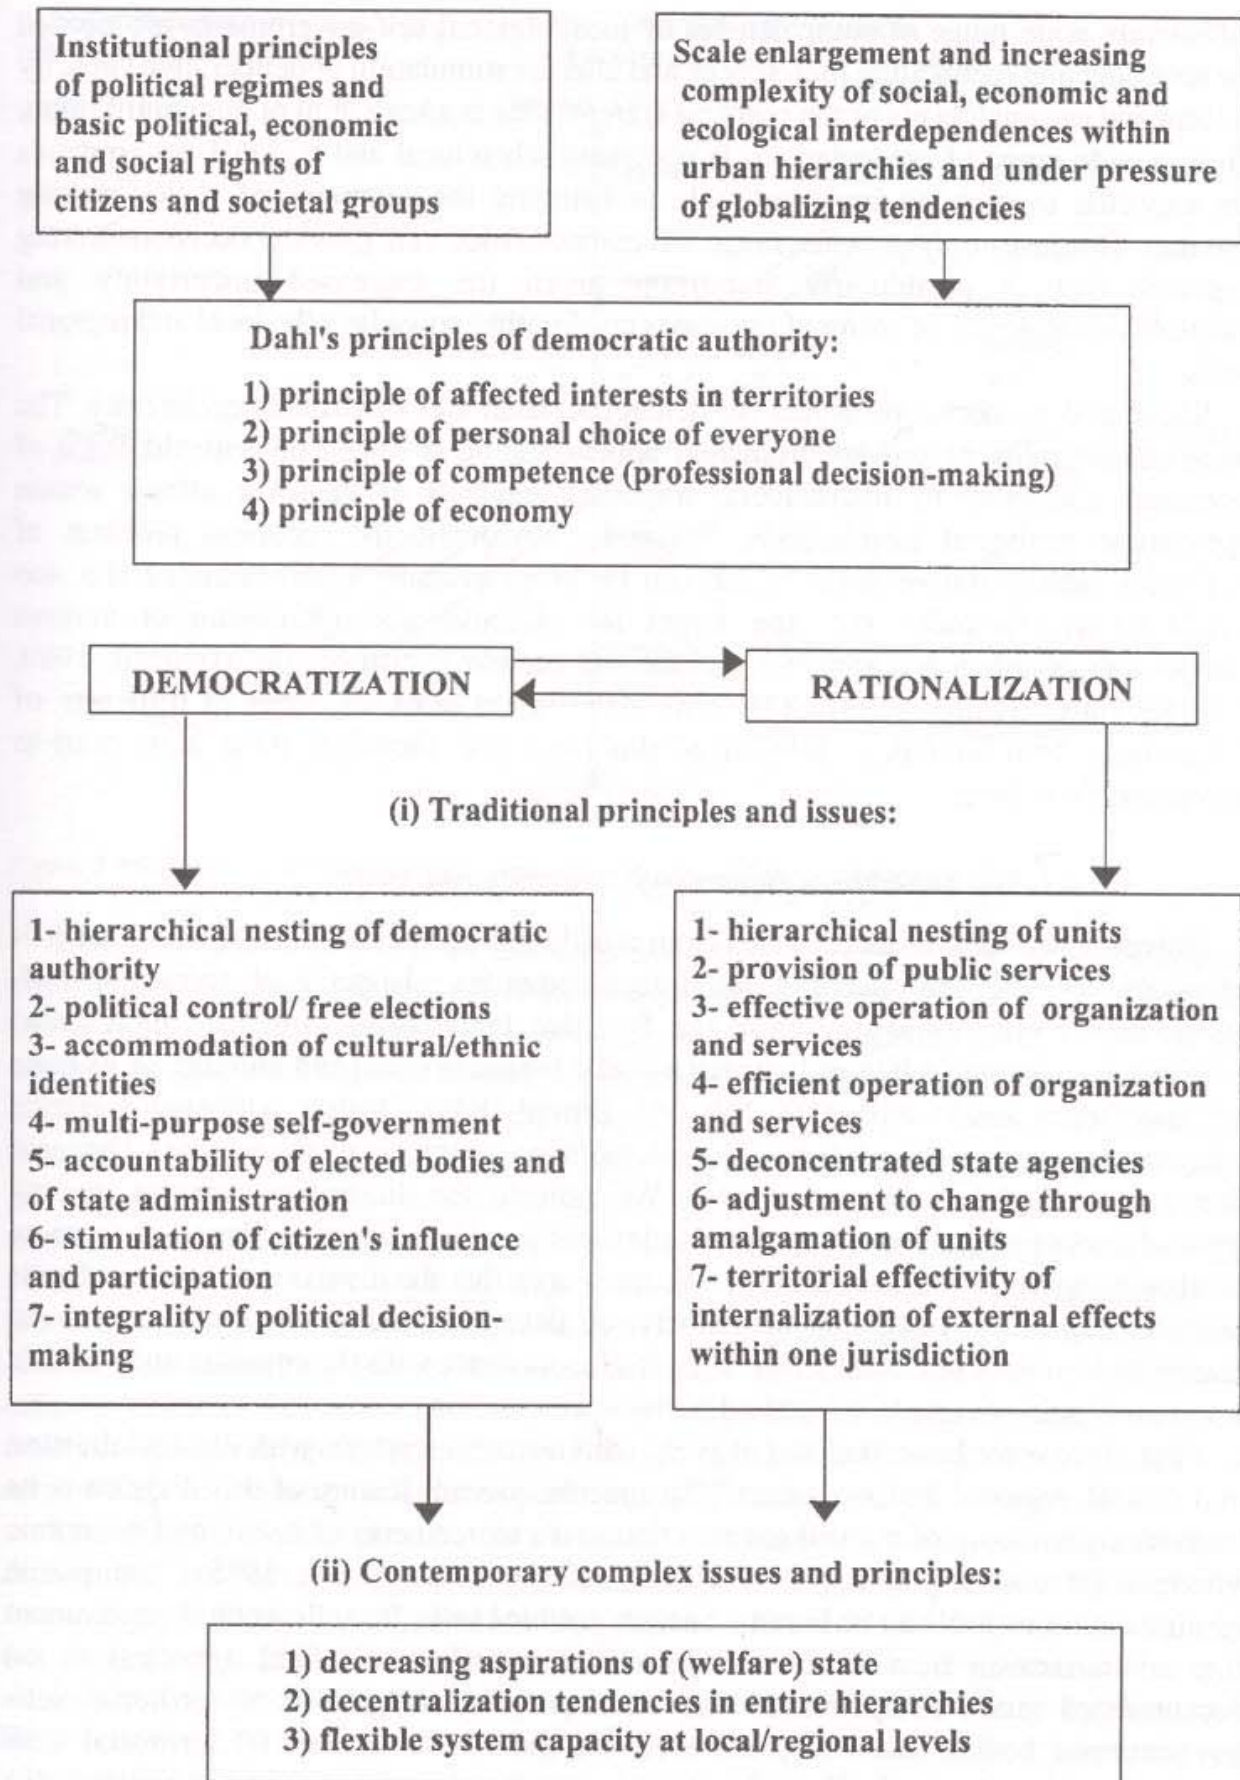 Institutional principles
of political regimes and
basic political, economic
and social rights of
citizens and societal groups
Scale enlargement and increasing
complexity of social, economic and
ecological interdependences within
urban hierarchies and under pressure
of globalizing tendencies
Dahl's principles of democratic authority:
1) principle of affected interests in territories
2) principle of personal choice of everyone
3) principle of competence (professional decision-making)
4) principle of economy
DEMOCRATIZATION
RATIONALIZATION
(i) Traditional principles and issues:
1- hierarchical nesting of democratic
authority
2- political control/ free elections
3- accommodation of cultural/ethnic
identities
4- multi-purpose self-government
5- accountability of elected bodies and
of state administration
6- stimulation of citizen's influence
and participation
7- integrality of political decision-
making
1- hierarchical nesting of units
2- provision of public services
3- effective operation of organization
and services
4- efficient operation of organization
and services
5- deconcentrated state agencies
6- adjustment to change through
amalgamation of units
7- territorial effectivity of
internalization of external effects
within one jurisdiction
(ii) Contemporary complex issues and principles:
1) decreasing aspirations of (welfare) state
2) decentralization tendencies in entire hierarchies
3) flexible system capacity at local/regional levels